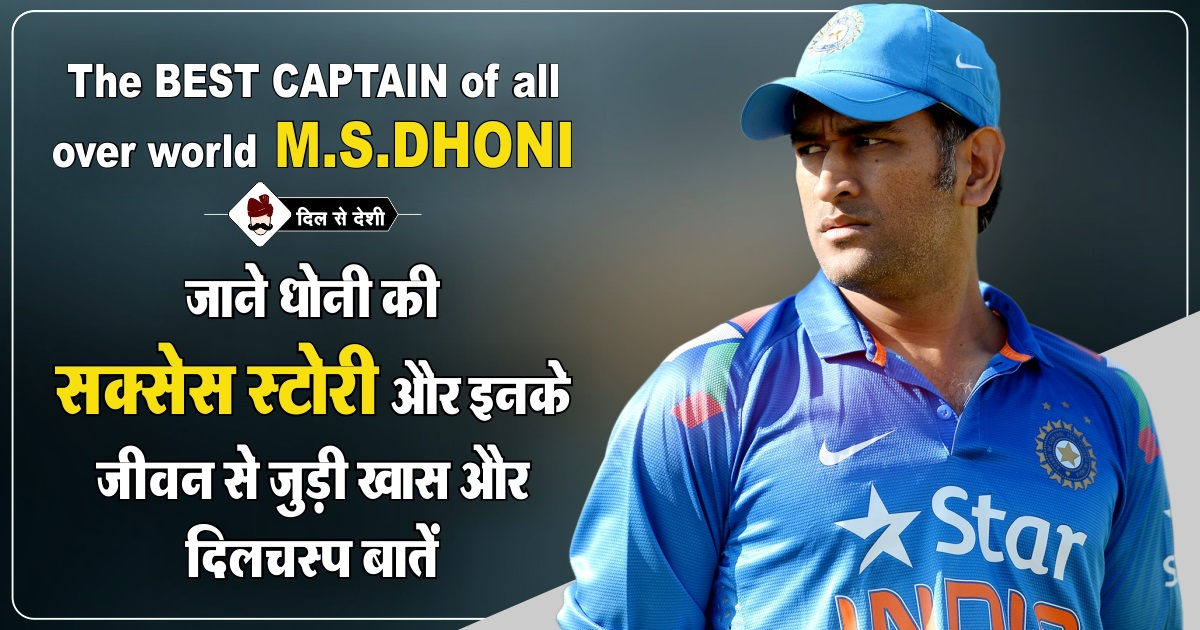 The BEST CAPTAIN of all
over world M.S.DHONI
दिल से देशी
जाने धोनी की
सक्सेस स्टोरी और इनके
जीवन से जुड़ी खास और
दिलचस्प बातें
Star
INDIA